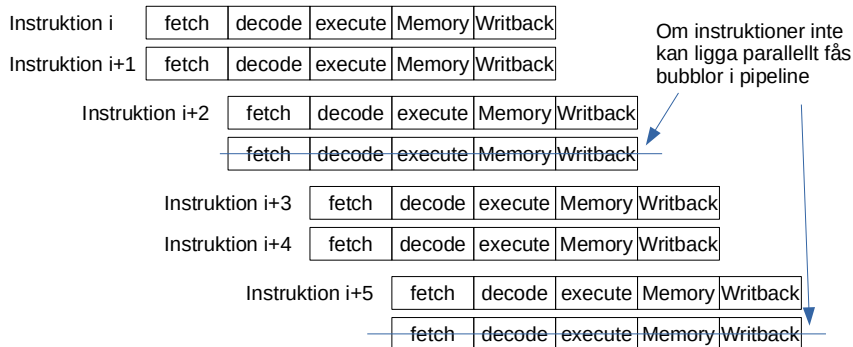 Instruktion i fetch decode execute Memory Writback
Om instruktioner inte
kan ligga parallellt fås
bubblor i pipeline
Instruktion i+1 fetch decode execute Memory Writback
Instruktion i+2 fetch decode execute Memory Writback
fetch decode execute Memory Writback
Instruktion i+3 fetch decode execute Memory Writback
Instruktion i+4 fetch decode execute Memory Writback
Instruktion i+5 fetch decode execute Memory Writback
fetch decode execute Memory Writback